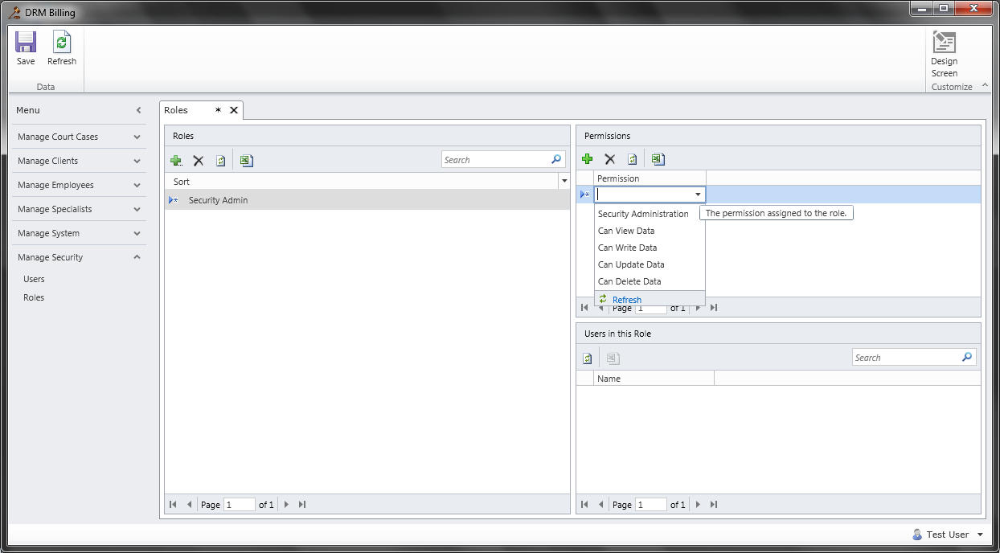 DRM Billing
Save
Refresh
Data
Design
Screen
Customize
Menu
Manage Court Cases
Manage Clients
Manage Employees
Manage Specialists
Manage System
Manage Security
Users
Roles
Roles *
Roles
Search
Sort
Security Admin
Page 1 of 1
Permissions
Permission
The permission assigned to the role.
Security Administration
Can View Data
Can Write Data
Can Update Data
Can Delete Data
Refresh
Page 1 of 1
Users in this Role
Search
Name
Page 1 of 1
Test User